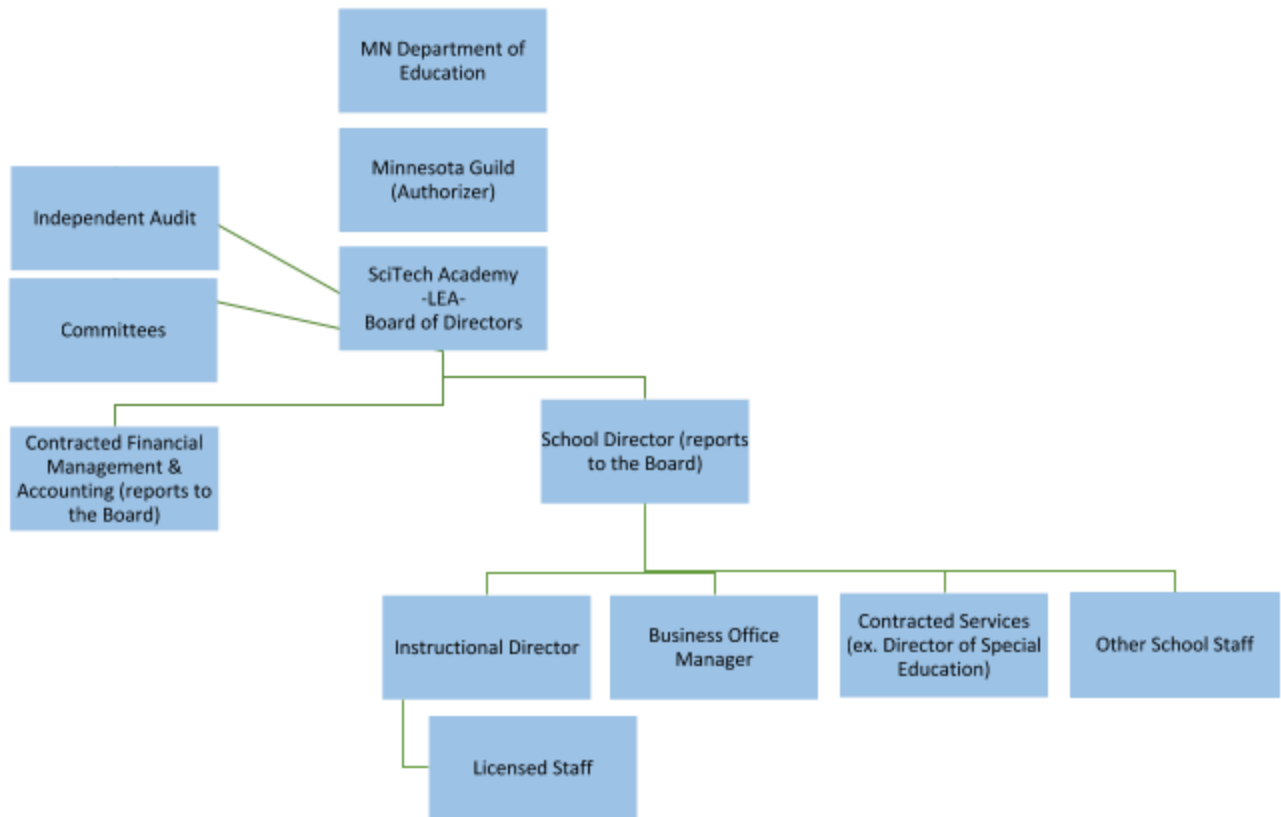 MN Department of
Education
Minnesota Guild
(Authorizer)
Independent Audit
SciTech Academy
-LEA-
Board of Directors
Committees
Contracted Financial
Management &
Accounting (reports to
the Board)
School Director (reports
to the Board)
Instructional Director
Business Office
Manager
Contracted Services
(ex. Director of Special
Education)
Other School Staff
Licensed Staff